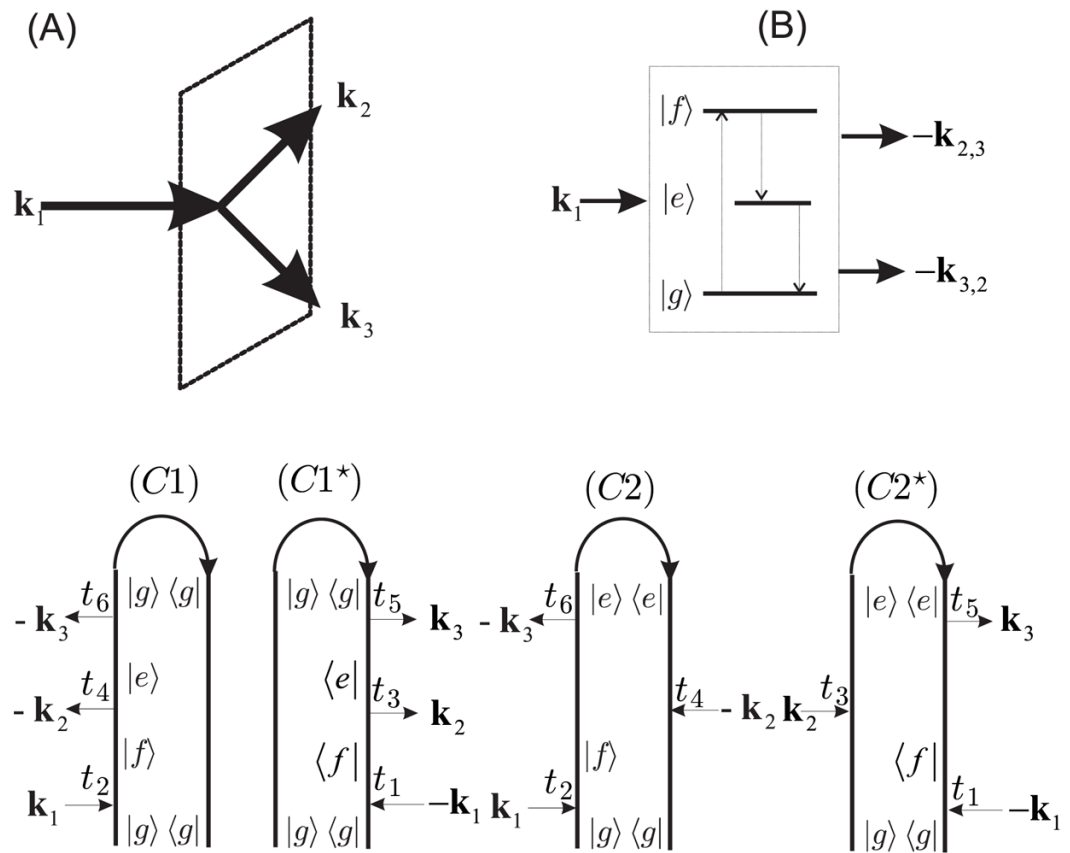 (A)
k₂
k₁
k₃
(B)
|f⟩
−k₂,₃
k₁
|e⟩
|g⟩
−k₃,₂
(C1)
(C1⋆)
(C2)
(C2⋆)
|g⟩ ⟨g|
|g⟩ ⟨g|
|e⟩ ⟨e|
|e⟩ ⟨e|
- k₃
t₆
t₅
k₃
- k₃
t₆
t₅
k₃
|e⟩
⟨e|
- k₂
t₄
t₃
k₂
t₄
- k₂
k₂
t₃
|f⟩
⟨f|
|f⟩
⟨f|
k₁
t₂
t₁
−k₁
k₁
t₂
t₁
−k₁
|g⟩ ⟨g|
|g⟩ ⟨g|
|g⟩ ⟨g|
|g⟩ ⟨g|